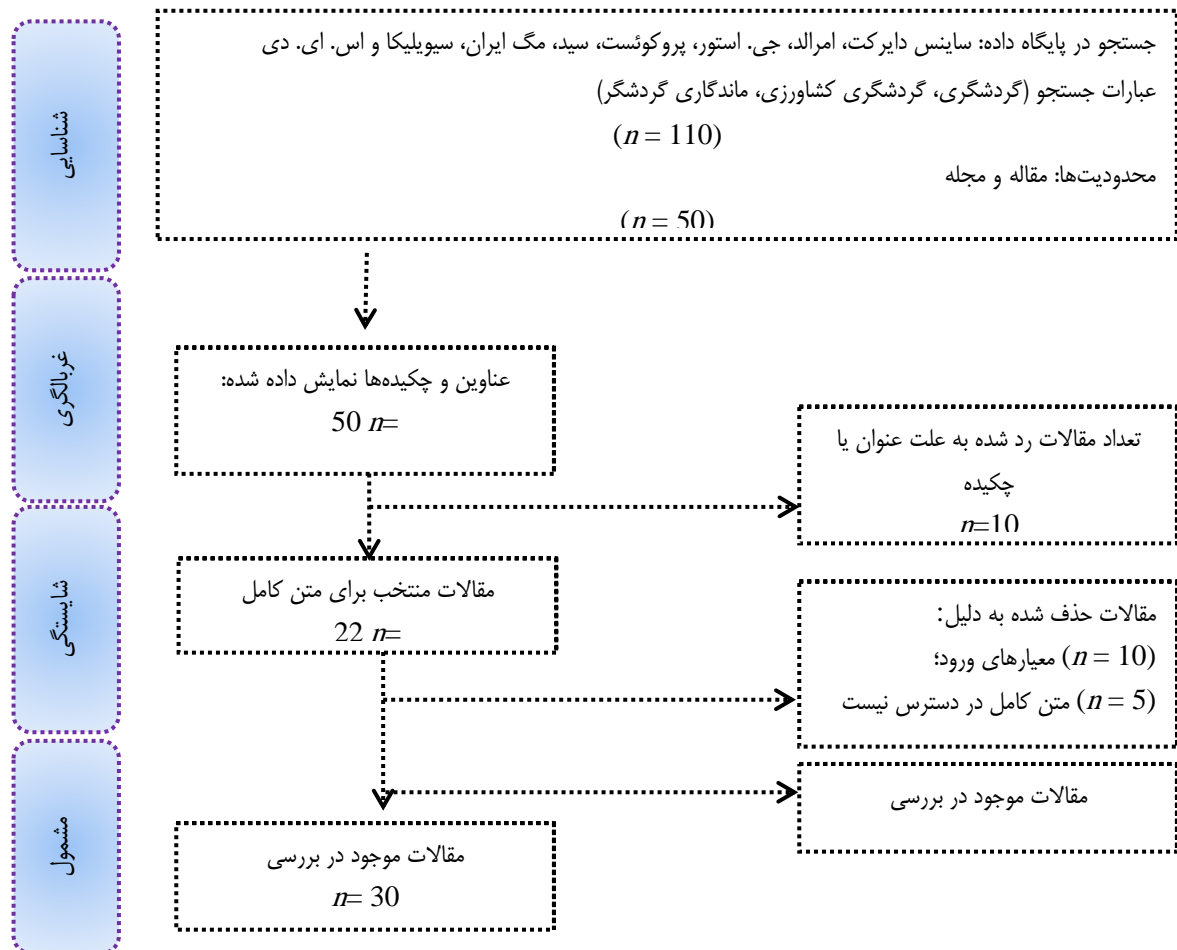 شناسایی
جستجو در پایگاه داده: ساینس دایرکت، امرالد، جی. استور، پروکوئست، سید، مگ ایران، سیویلیکا و اس. ای. دی
عبارات جستجو (گردشگری، گردشگری کشاورزی، ماندگاری گردشگر)
(n = 110)
محدودیت‌ها: مقاله و مجله
(n = 50)
غربالگری
عناوین و چکیده‌ها نمایش داده شده:
50 n=
تعداد مقالات رد شده به علت عنوان یا
چکیده
n=10
شایستگی
مقالات منتخب برای متن کامل
22 n=
مقالات حذف شده به دلیل:
(n = 10) معیارهای ورود؛
(n = 5) متن کامل در دسترس نیست
مقالات موجود در بررسی
مشمول
مقالات موجود در بررسی
n= 30